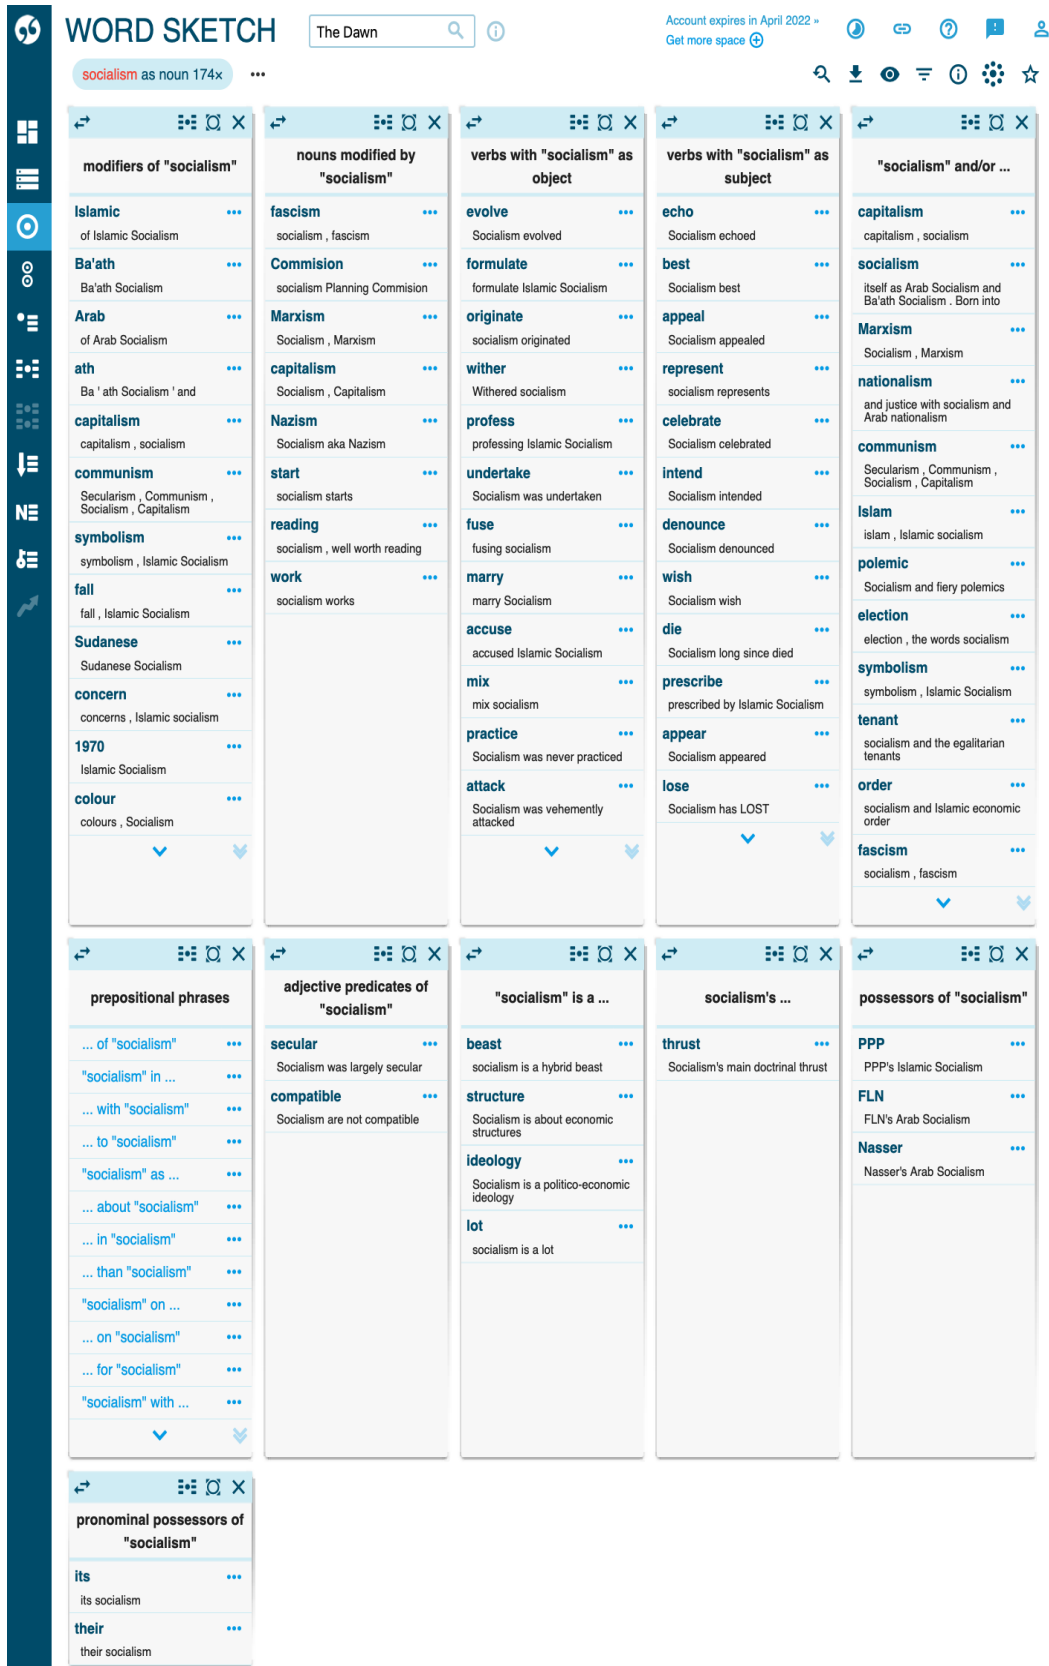 WORD SKETCH
The Dawn
Account expires in April 2022 »
Get more space
socialism as noun 174×
modifiers of "socialism"
Islamic
of Islamic Socialism
Ba'ath
Ba'ath Socialism
Arab
of Arab Socialism
ath
Ba ' ath Socialism ' and
capitalism
capitalism , socialism
communism
Secularism , Communism ,
Socialism , Capitalism
symbolism
symbolism , Islamic Socialism
fall
fall , Islamic Socialism
Sudanese
Sudanese Socialism
concern
concerns , Islamic socialism
1970
Islamic Socialism
colour
colours , Socialism
nouns modified by
"socialism"
fascism
socialism , fascism
Commision
socialism Planning Commision
Marxism
Socialism , Marxism
capitalism
Socialism , Capitalism
Nazism
Socialism aka Nazism
start
socialism starts
reading
socialism , well worth reading
work
socialism works
verbs with "socialism" as
object
evolve
Socialism evolved
formulate
formulate Islamic Socialism
originate
socialism originated
wither
Withered socialism
profess
professing Islamic Socialism
undertake
Socialism was undertaken
fuse
fusing socialism
marry
marry Socialism
accuse
accused Islamic Socialism
mix
mix socialism
practice
Socialism was never practiced
attack
Socialism was vehemently
attacked
verbs with "socialism" as
subject
echo
Socialism echoed
best
Socialism best
appeal
Socialism appealed
represent
socialism represents
celebrate
Socialism celebrated
intend
Socialism intended
denounce
Socialism denounced
wish
Socialism wish
die
Socialism long since died
prescribe
prescribed by Islamic Socialism
appear
Socialism appeared
lose
Socialism has LOST
"socialism" and/or ...
capitalism
capitalism , socialism
socialism
itself as Arab Socialism and
Ba'ath Socialism . Born into
Marxism
Socialism , Marxism
nationalism
and justice with socialism and
Arab nationalism
communism
Secularism , Communism ,
Socialism , Capitalism
Islam
islam , Islamic socialism
polemic
Socialism and fiery polemics
election
election , the words socialism
symbolism
symbolism , Islamic Socialism
tenant
socialism and the egalitarian
tenants
order
socialism and Islamic economic
order
fascism
socialism , fascism
prepositional phrases
... of "socialism"
"socialism" in ...
... with "socialism"
... to "socialism"
"socialism" as ...
... about "socialism"
... in "socialism"
... than "socialism"
"socialism" on ...
... on "socialism"
... for "socialism"
"socialism" with ...
adjective predicates of
"socialism"
secular
Socialism was largely secular
compatible
Socialism are not compatible
"socialism" is a ...
beast
socialism is a hybrid beast
structure
Socialism is about economic
structures
ideology
Socialism is a politico-economic
ideology
lot
socialism is a lot
socialism's ...
thrust
Socialism's main doctrinal thrust
possessors of "socialism"
PPP
PPP's Islamic Socialism
FLN
FLN's Arab Socialism
Nasser
Nasser's Arab Socialism
pronominal possessors of
"socialism"
its
its socialism
their
their socialism